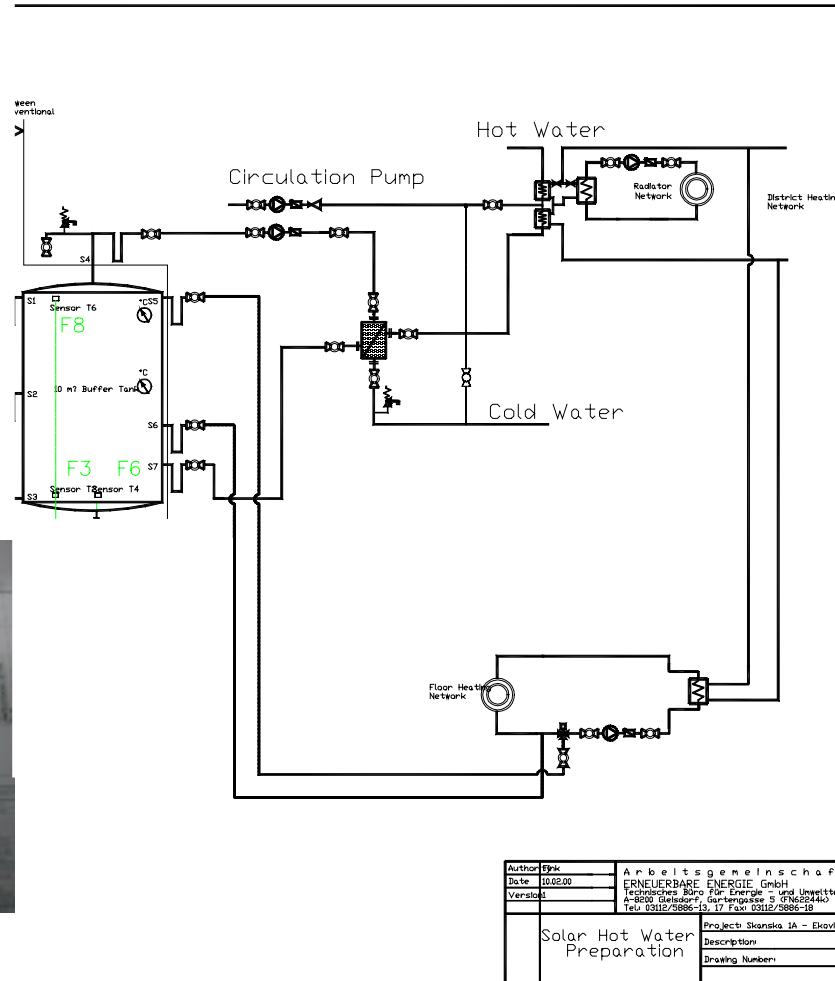 ween
ventional
Hot Water
Circulation Pump
Radiator
Network
District Heatin
Network
S4
S1
Sensor T6
°C
S5
F8
°C
10 m? Buffer Tank
S2
S6
Cold Water
F3 F6
S7
Sensor T8
Sensor T4
S3
Floor Heating
Network
Author Fink
Date 10.02.00
Version 1
Arbeitsgemeinschaf
ERNEUERBARE ENERGIE GmbH
Technisches Büro für Energie - und Umweltte
A-8200 Gleisdorf, Gartengasse 5 (FN62244k)
Tel.: 03112/5886-13, 17 Fax: 03112/5886-18
Solar Hot Water
Preparation
Project: Skanska 1A - Ekovi
Description:
Drawing Number: